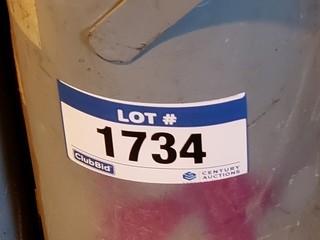 LOT #
1734
ClubBid
CENTURY
AUCTIONS